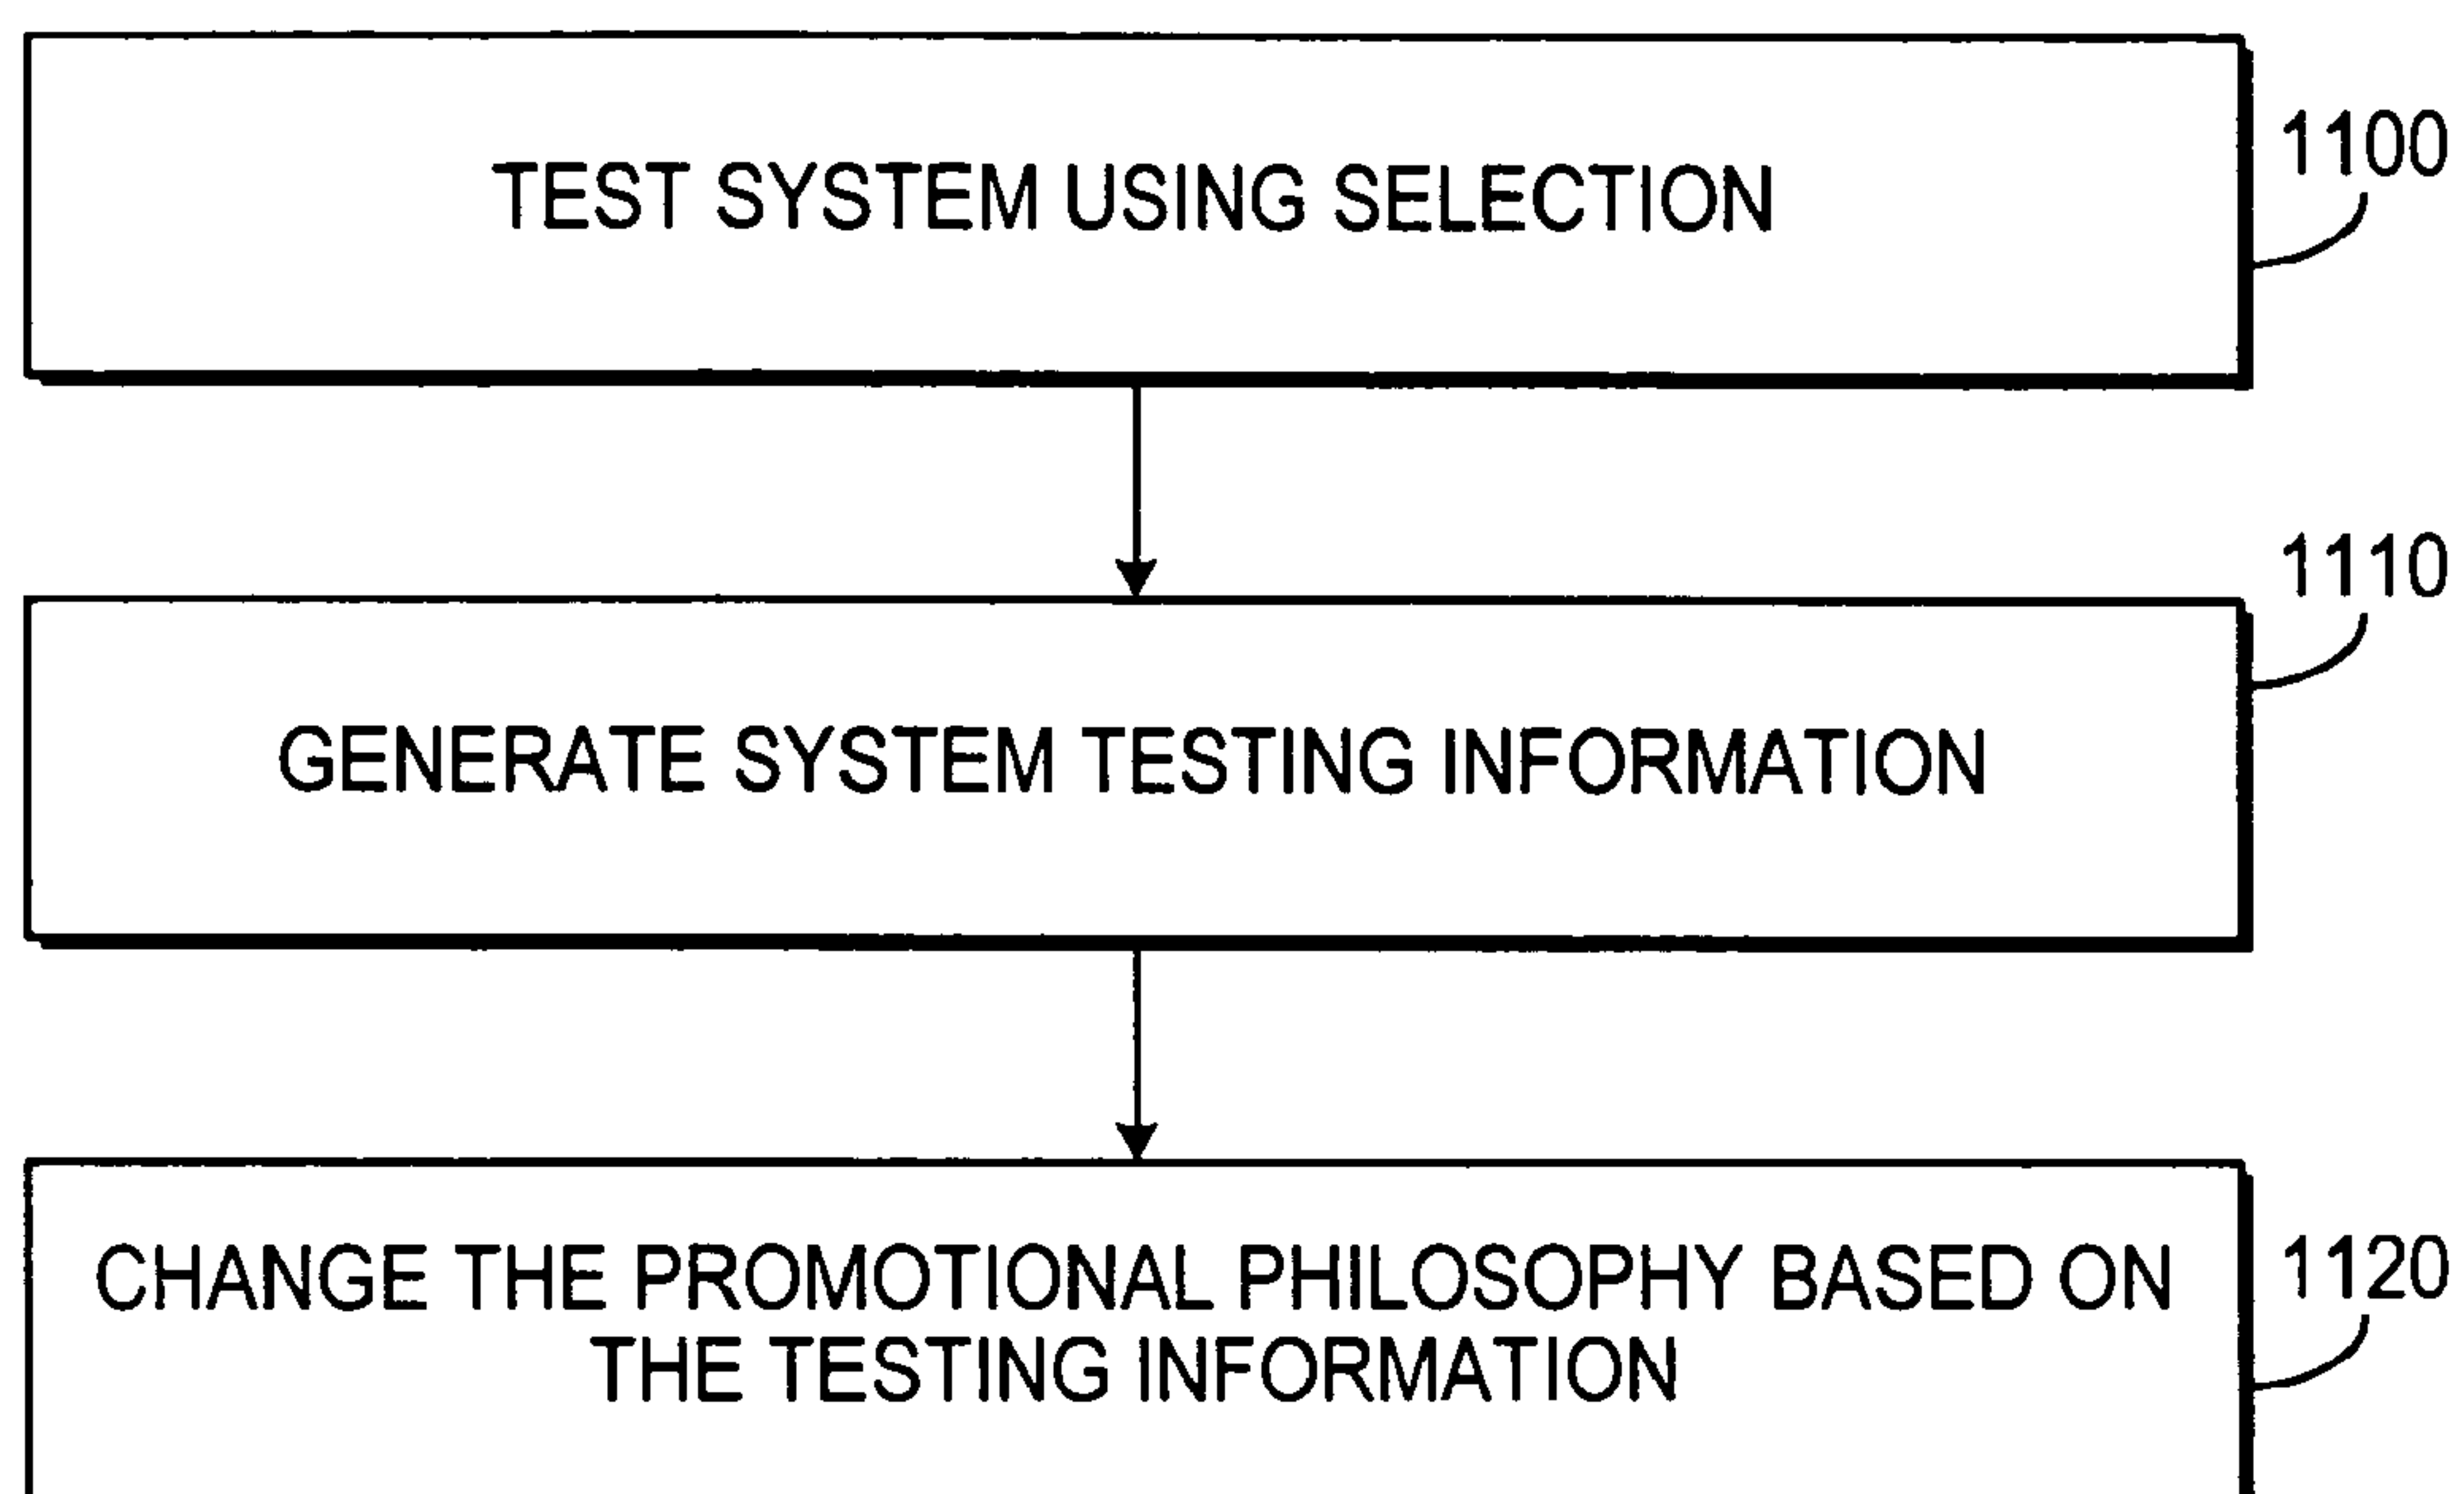 TEST SYSTEM USING SELECTION
1100
GENERATE SYSTEM TESTING INFORMATION
1110
CHANGE THE PROMOTIONAL PHILOSOPHY BASED ON
THE TESTING INFORMATION
1120